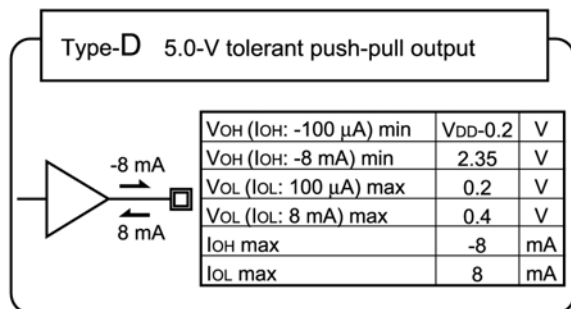 Type-D 5.0-V tolerant push-pull output
-8 mA
8 mA
VOH (IOH: -100 µA) min VDD-0.2 V
VOH (IOH: -8 mA) min 2.35 V
VOL (IOL: 100 µA) max 0.2 V
VOL (IOL: 8 mA) max 0.4 V
IOH max -8 mA
IOL max 8 mA